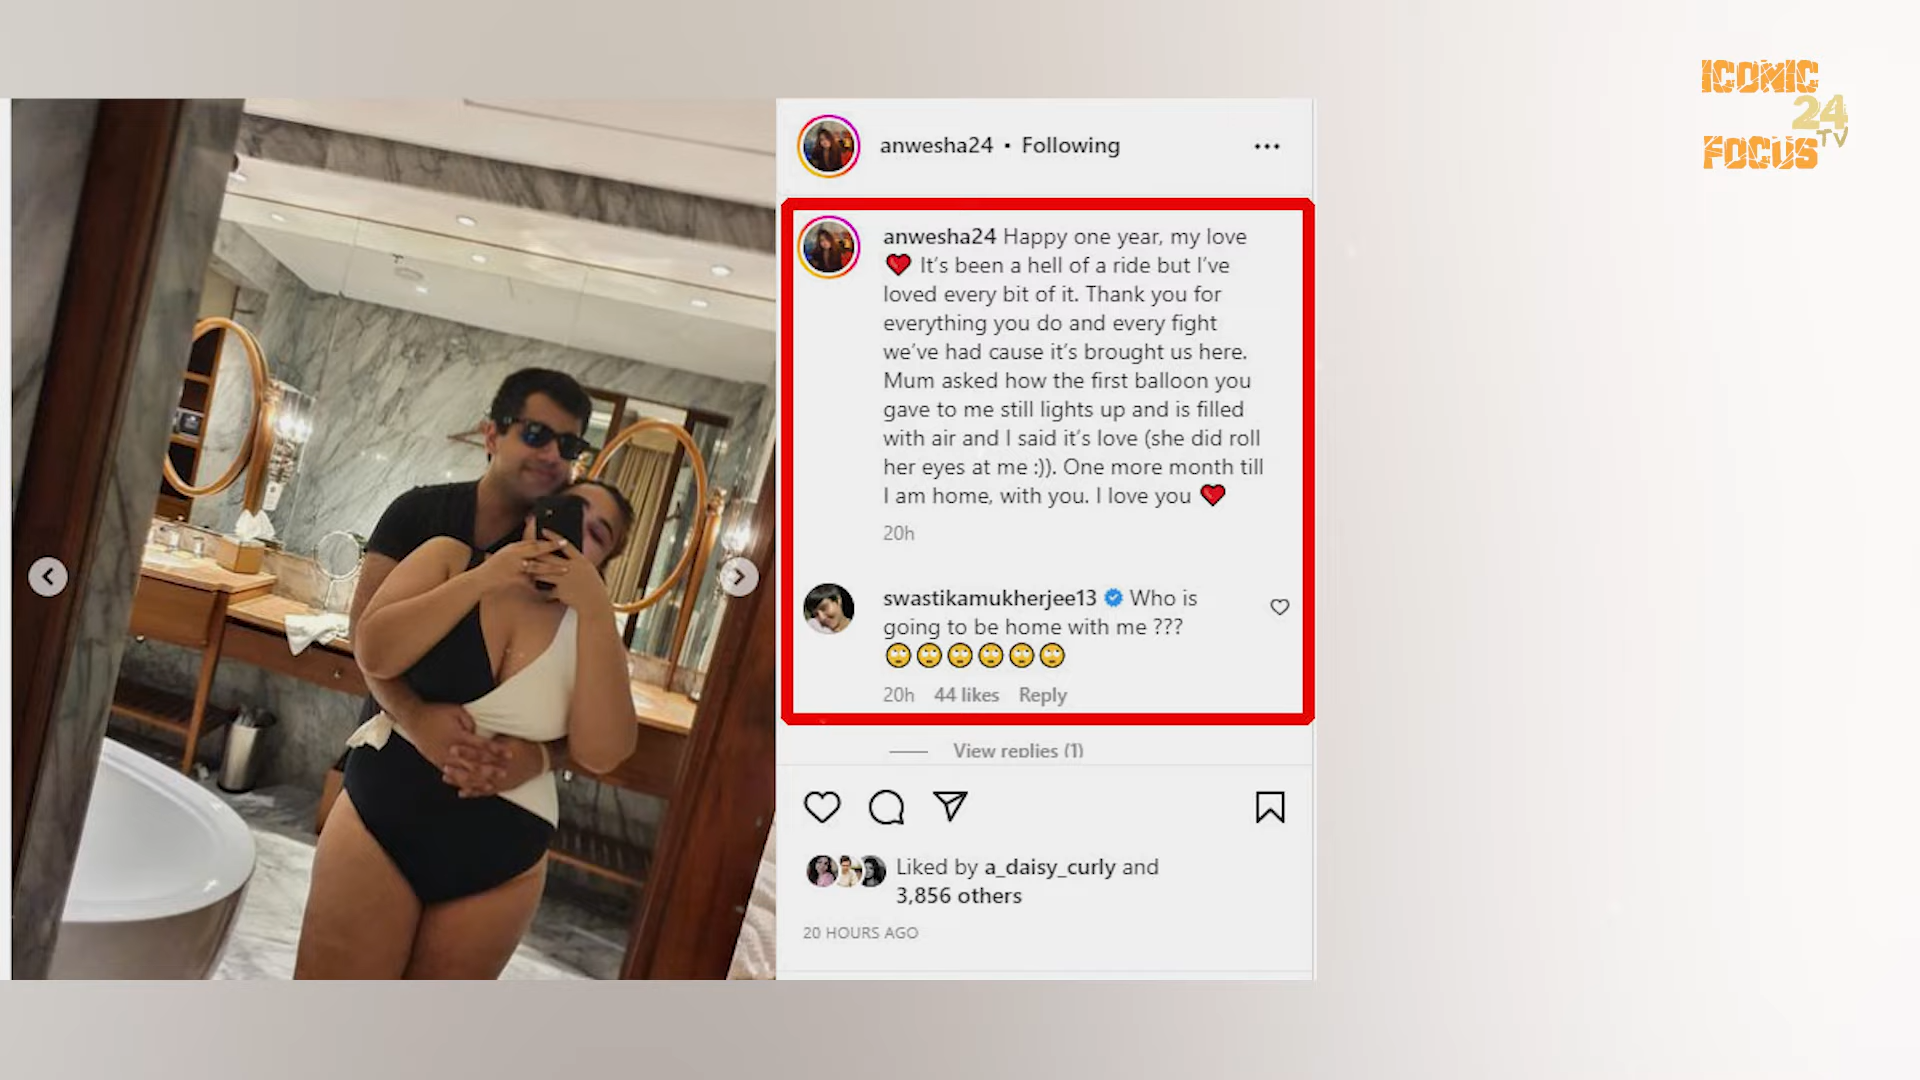 ICONIC
24
TV
FOCUS
anwesha24 • Following
anwesha24 Happy one year, my love
❤️ It's been a hell of a ride but I've
loved every bit of it. Thank you for
everything you do and every fight
we've had cause it's brought us here.
Mum asked how the first balloon you
gave to me still lights up and is filled
with air and I said it's love (she did roll
her eyes at me :)). One more month till
I am home, with you. I love you ❤️
20h
swastikamukherjee13 Who is
going to be home with me ???
🙄🙄🙄🙄🙄🙄
20h 44 likes Reply
View replies (1)
Liked by a_daisy_curly and
3,856 others
20 HOURS AGO